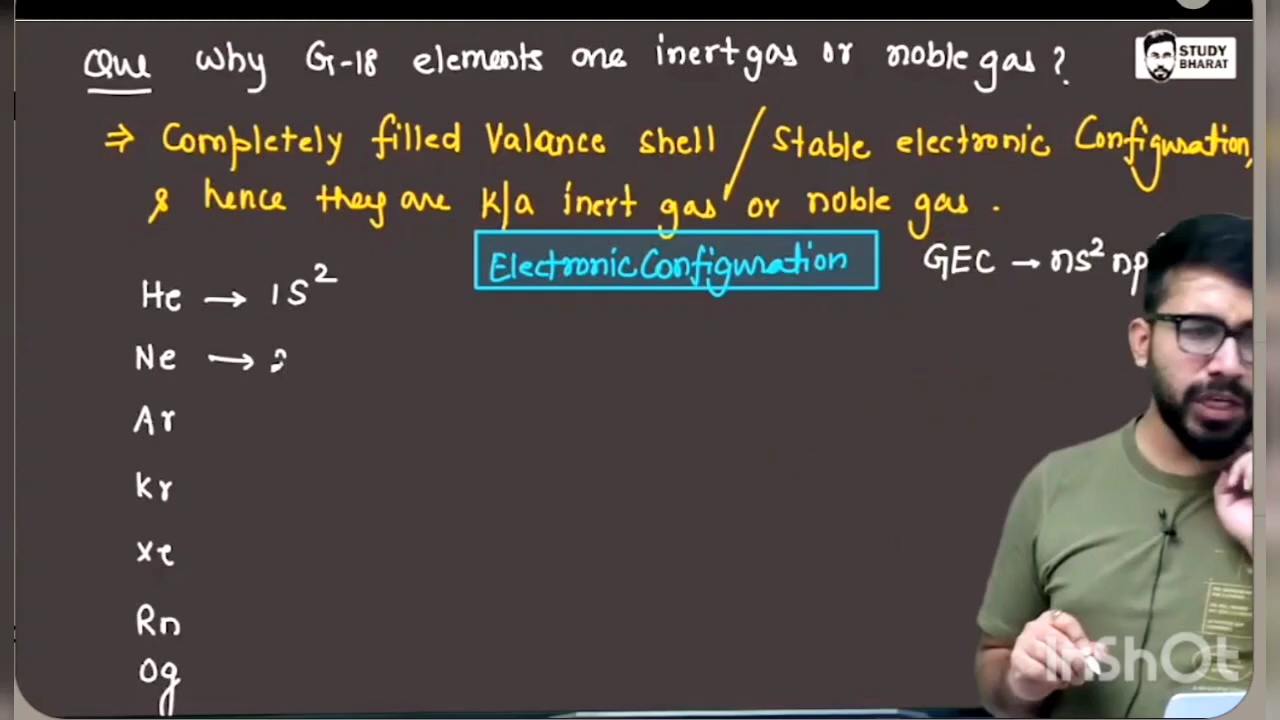 Que Why G-18 elements are inert gas or noble gas?
STUDY
BHARAT
⇒ Completely filled Valance shell / Stable electronic Configuration,
& hence they are k/a inert gas or noble gas.
Electronic Configuration
GEC → ns² np
He → 1S²
Ne →
Ar
Kr
Xe
Rn
Og
InShOt